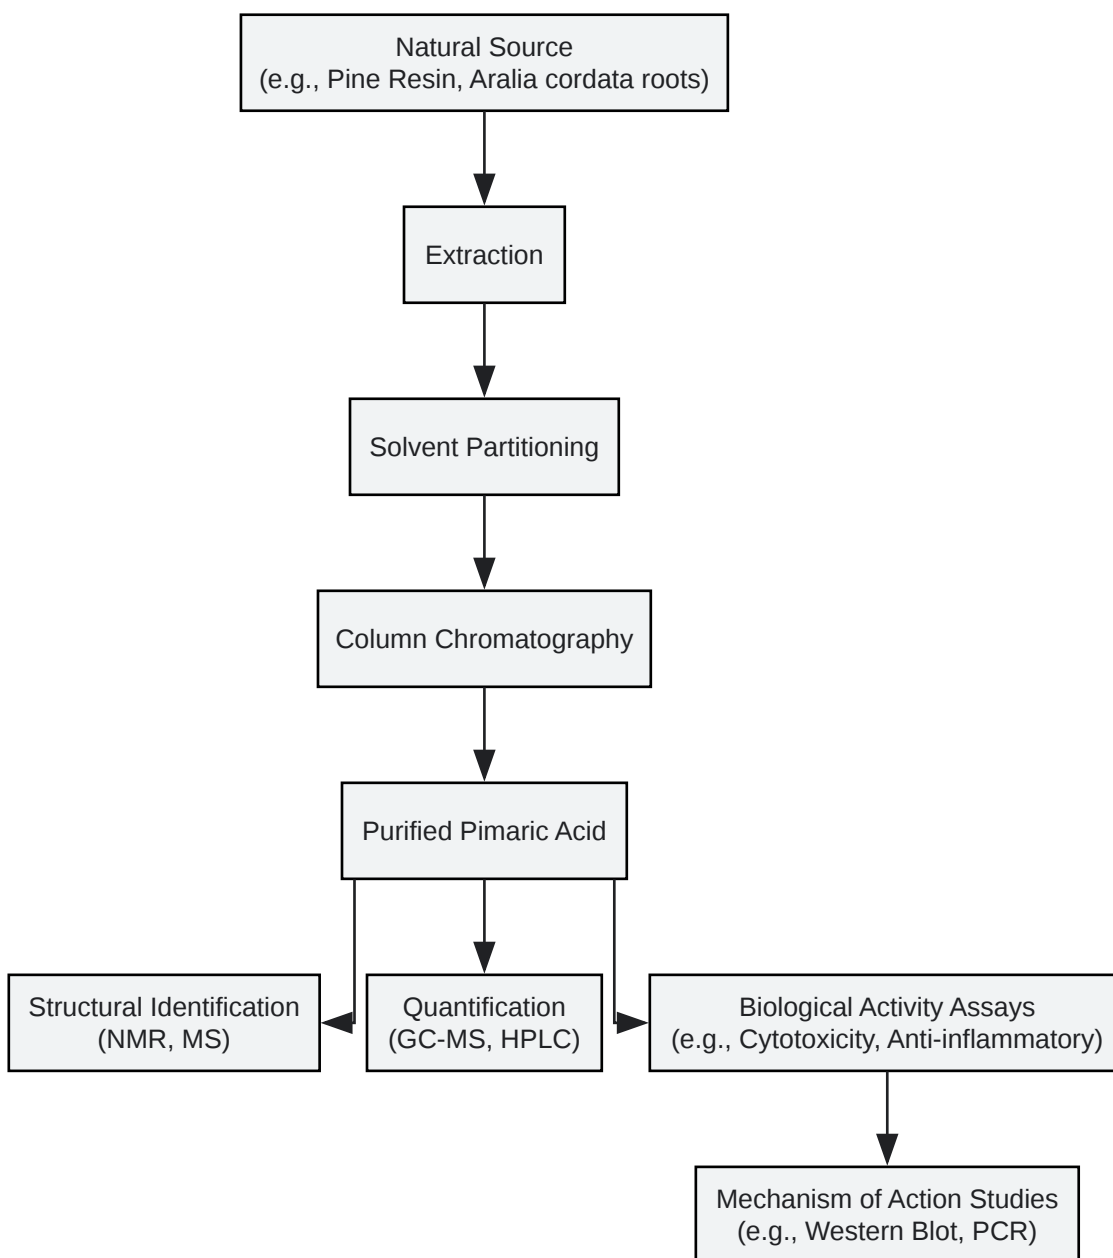 Natural Source
(e.g., Pine Resin, Aralia cordata roots)
Extraction
Solvent Partitioning
Column Chromatography
Purified Pimaric Acid
Structural Identification
(NMR, MS)
Quantification
(GC-MS, HPLC)
Biological Activity Assays
(e.g., Cytotoxicity, Anti-inflammatory)
Mechanism of Action Studies
(e.g., Western Blot, PCR)